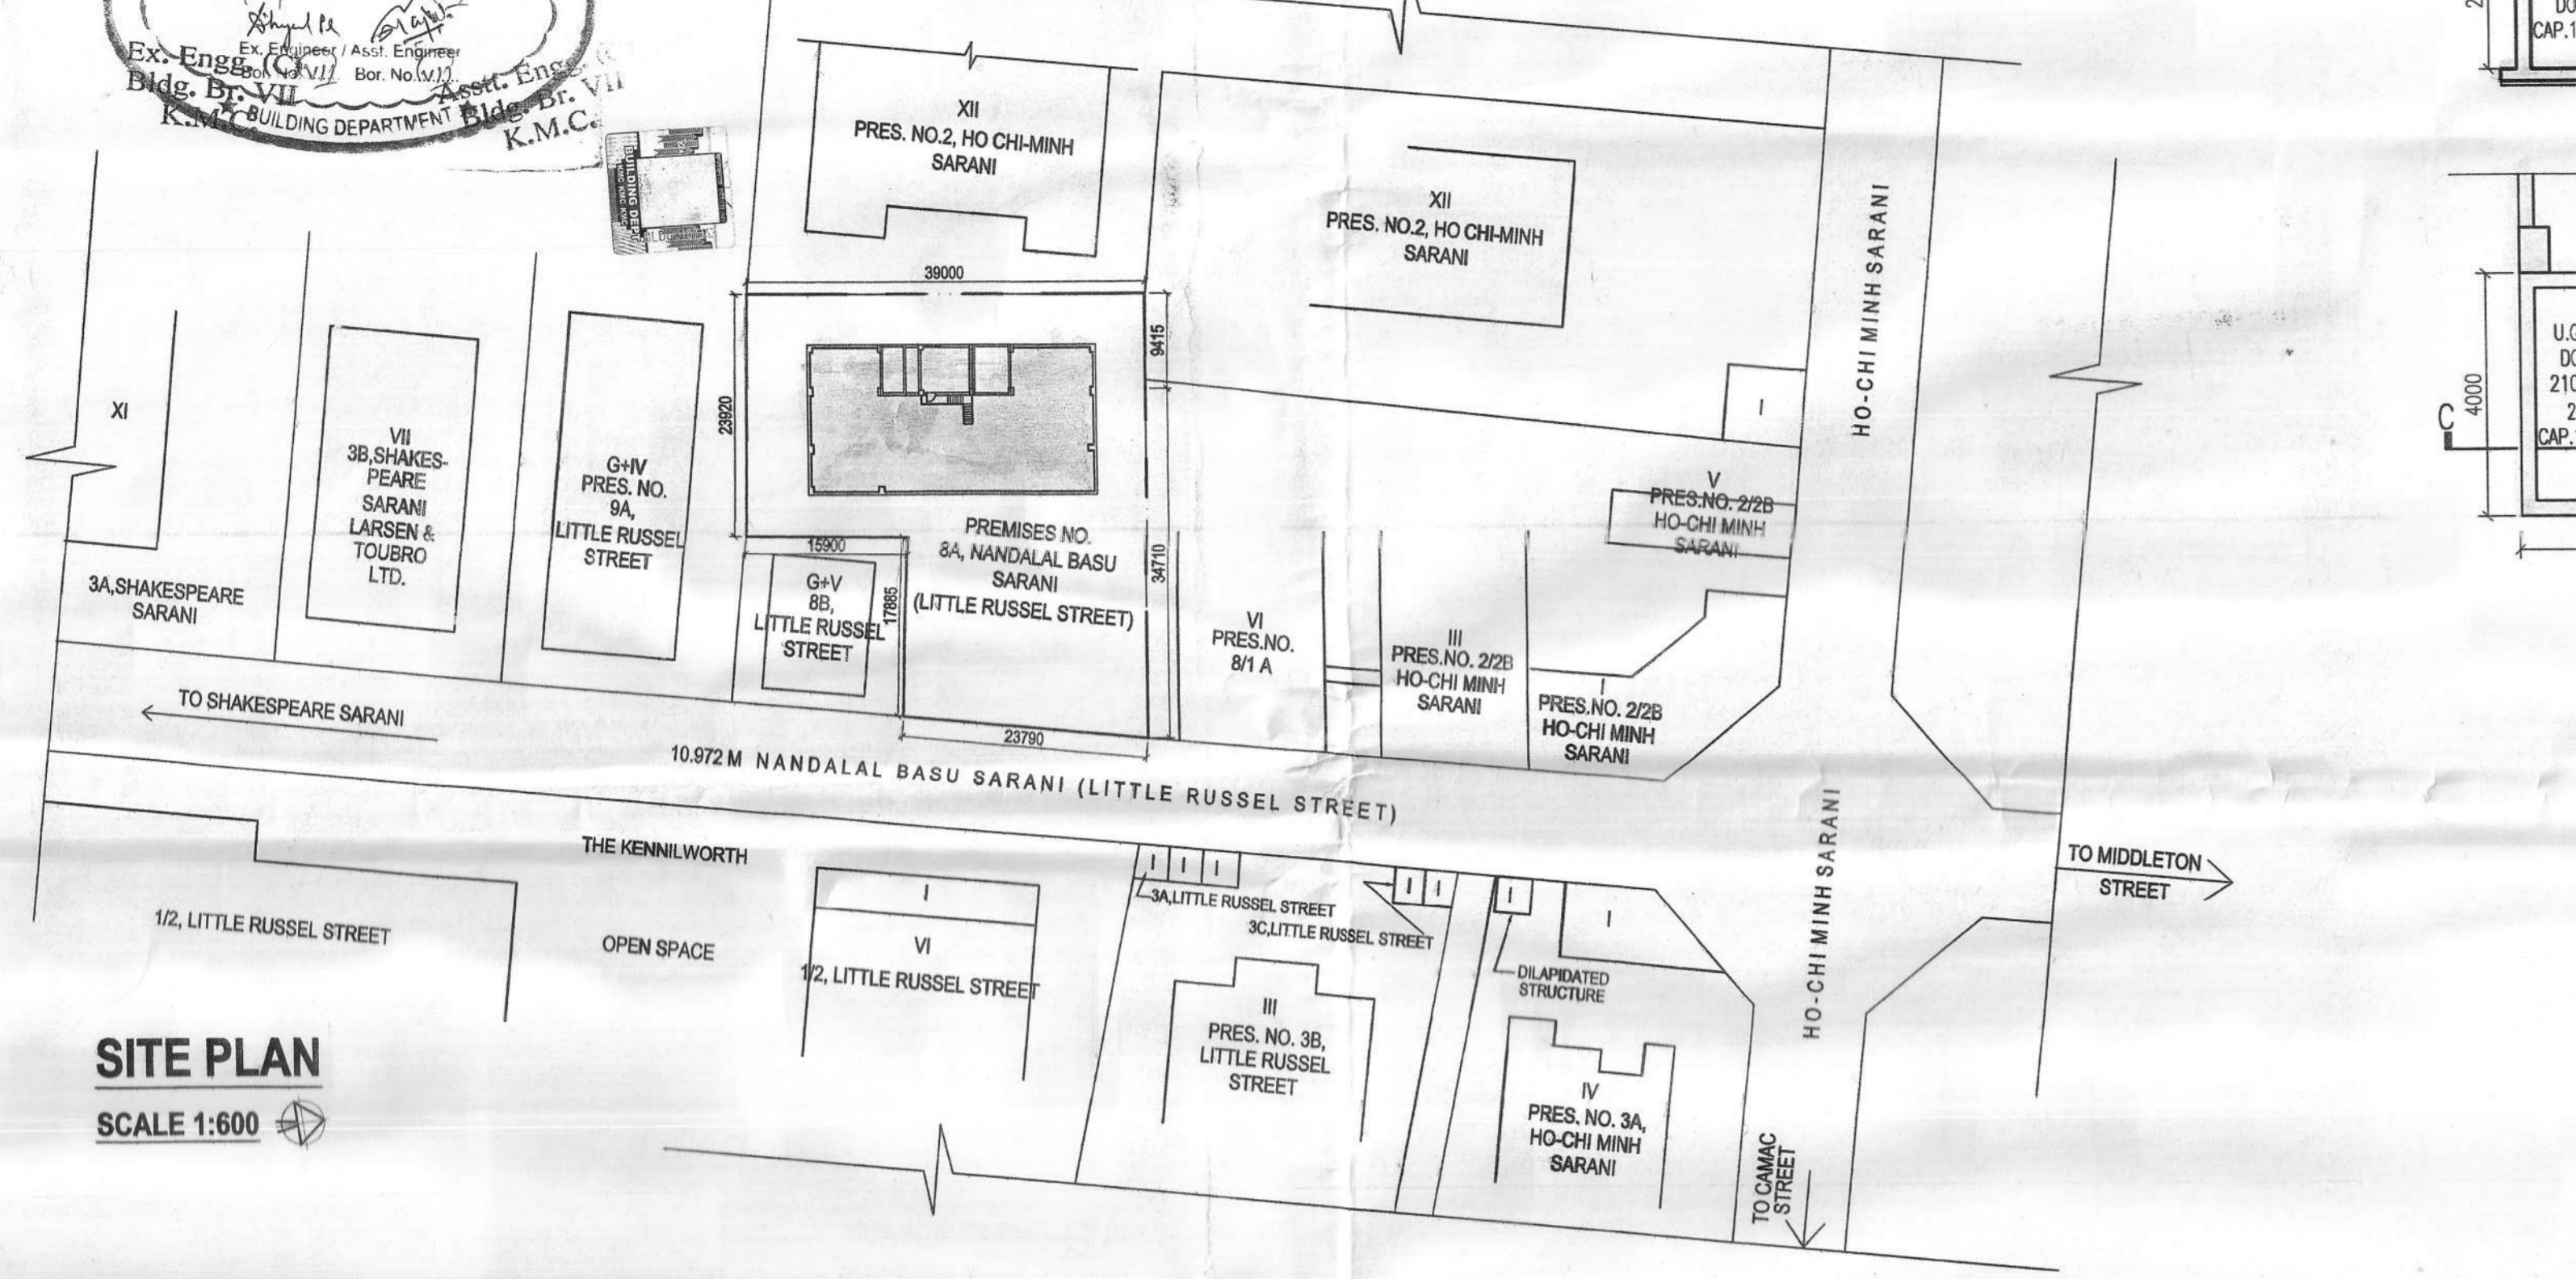 Ex. Engineer / Asst. Engineer
Bor. No. VII Bor. No. VII
Ex. Engg. (C)
Bldg. Br. VII
K.M.C.
Asstt. Engg. (C)
Bldg. Br. VII
K.M.C.
BUILDING DEPARTMENT
XII
PRES. NO.2, HO CHI-MINH
SARANI
XII
PRES. NO.2, HO CHI-MINH
SARANI
HO-CHI MINH SARANI
39000
9415
23920
34710
15900
17885
23790
XI
3A,SHAKESPEARE
SARANI
VII
3B,SHAKES-
PEARE
SARANI
LARSEN &
TOUBRO
LTD.
G+IV
PRES. NO.
9A,
LITTLE RUSSEL
STREET
G+V
8B,
LITTLE RUSSEL
STREET
PREMISES NO.
8A, NANDALAL BASU
SARANI
(LITTLE RUSSEL STREET)
VI
PRES.NO.
8/1 A
III
PRES.NO. 2/2B
HO-CHI MINH
SARANI
I
V
PRES.NO. 2/2B
HO-CHI MINH
SARANI
I
PRES.NO. 2/2B
HO-CHI MINH
SARANI
TO SHAKESPEARE SARANI
10.972 M NANDALAL BASU SARANI (LITTLE RUSSEL STREET)
THE KENNILWORTH
1/2, LITTLE RUSSEL STREET
OPEN SPACE
I
VI
1/2, LITTLE RUSSEL STREET
I I I
3A,LITTLE RUSSEL STREET
I I
3C,LITTLE RUSSEL STREET
I
DILAPIDATED
STRUCTURE
I
III
PRES. NO. 3B,
LITTLE RUSSEL
STREET
IV
PRES. NO. 3A,
HO-CHI MINH
SARANI
HO-CHI MINH SARANI
TO MIDDLETON
STREET
TO CAMAC
STREET
SITE PLAN
SCALE 1:600
C
4000